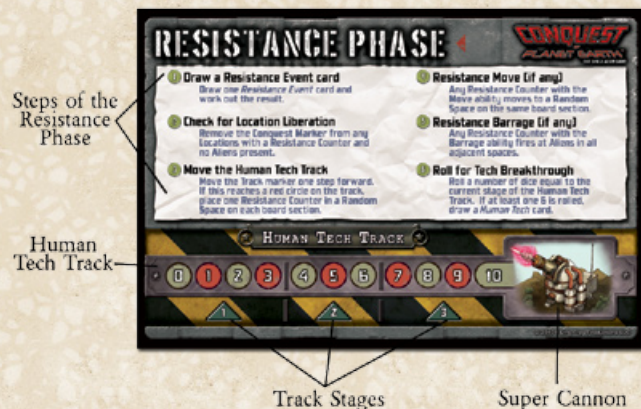 RESISTANCE PHASE
CONQUEST
OF
PLANET EARTH
1 Draw a Resistance Event card
Draw one Resistance Event card and
work out the result.
2 Check for Location Liberation
Remove the Conquest Marker from any
Locations with a Resistance Counter and
no Aliens present.
3 Move the Human Tech Track
Move the Track marker one step forward.
If this reaches a red circle on the track,
place one Resistance Counter in a Random
Space on each board section.
Resistance Move (if any)
Any Resistance Counter with the
Move ability moves to a Random
Space on the same board section.
Resistance Barrage (if any)
Any Resistance Counter with the
Barrage ability fires at Aliens in all
adjacent spaces.
Roll for Tech Breakthrough
Roll a number of dice equal to the
current stage of the Human Tech
Track. If at least one 6 is rolled,
draw a Human Tech card.
Steps of the
Resistance
Phase
Human
Tech Track
HUMAN TECH TRACK
0 1 2 3 4 5 6 7 8 9 10
1 2 3
Track Stages
Super Cannon